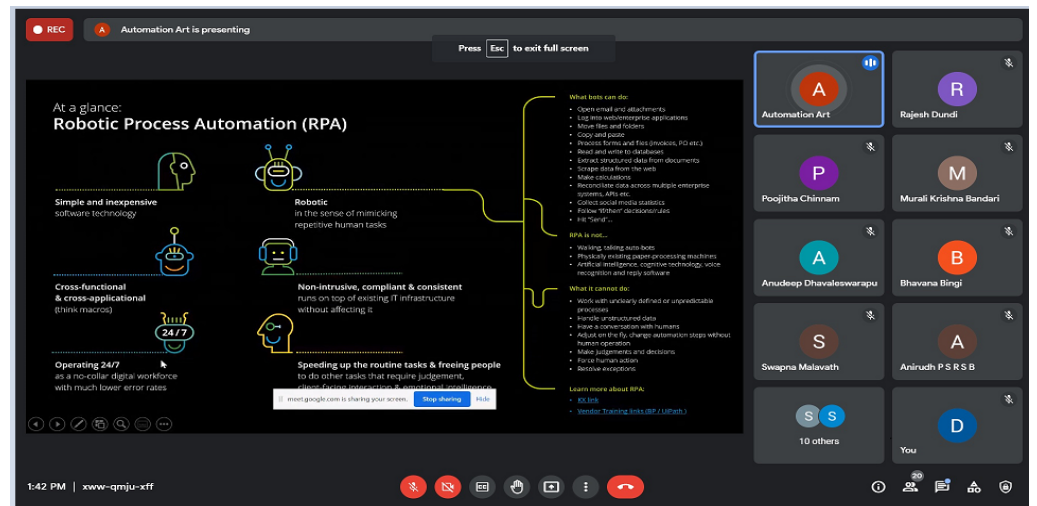 REC
A
Automation Art is presenting
Press Esc to exit full screen
At a glance:
Robotic Process Automation (RPA)
Simple and inexpensive
software technology
Robotic
in the sense of mimicking
repetitive human tasks
Cross-functional
& cross-applicational
(think macros)
Non-intrusive, compliant & consistent
runs on top of existing IT infrastructure
without affecting it
24/7
Operating 24/7
as a no-collar digital workforce
with much lower error rates
Speeding up the routine tasks & freeing people
to do other tasks that require judgement,
client-facing interaction & emotional intelligence
meet.google.com is sharing your screen.
Stop sharing
Hide
What bots can do:
• Open email and attachments
• Log into web/enterprise applications
• Move files and folders
• Copy and paste
• Process forms and files (invoices, PO etc.)
• Read and write to databases
• Extract structured data from documents
• Scrape data from the web
• Make calculations
• Reconciliate data across multiple enterprise
systems, APIs etc.
• Collect social media statistics
• Follow "if/then" decisions/rules
• Hit "Send"...
RPA is not...
• Walking, talking auto-bots
• Physically existing paper-processing machines
• Artificial intelligence, cognitive technology, voice
recognition and reply software
What it cannot do:
• Work with unclearly defined or unpredictable
processes
• Handle unstructured data
• Have a conversation with humans
• Adjust on the fly, change automation steps without
human operation
• Make judgements and decisions
• Force human action
• Resolve exceptions
Learn more about RPA:
• KX link
• Vendor Training links (BP / UiPath )
A
Automation Art
R
Rajesh Dundi
P
Poojitha Chinnam
M
Murali Krishna Bandari
A
Anudeep Dhavaleswarapu
B
Bhavana Bingi
S
Swapna Malavath
A
Anirudh P S R S B
S S
10 others
D
You
1:42 PM | xww-qmju-xff
CC
20